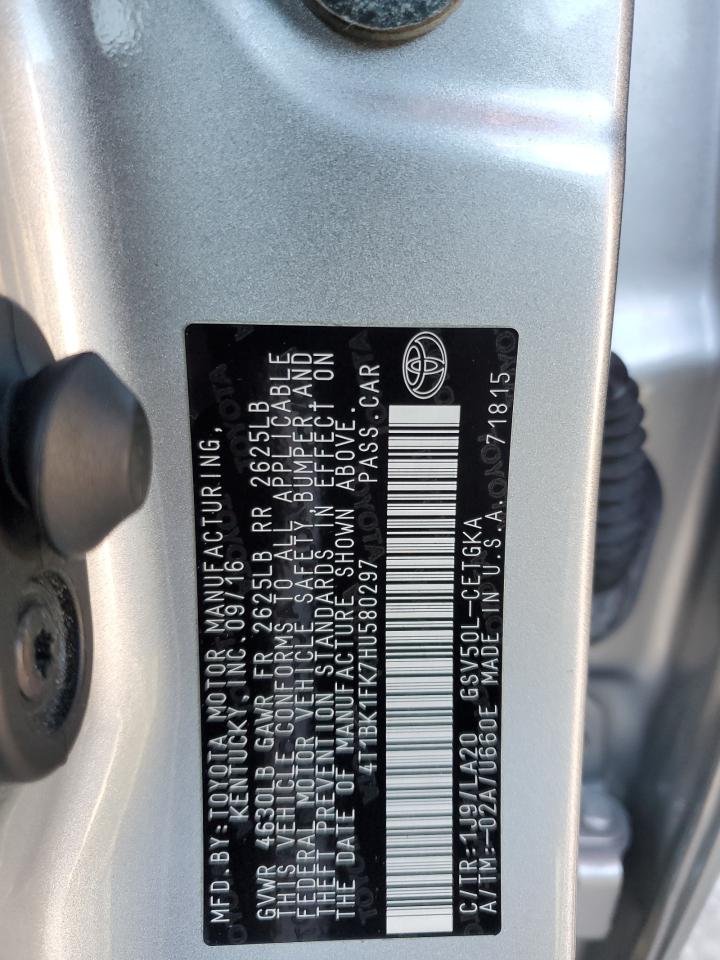 MFD.BY:TOYOTA MOTOR MANUFACTURING,
KENTUCKY, INC. 09/16
GVWR 4630LB GAWR FR 2625LB RR 2625LB
THIS VEHICLE CONFORMS TO ALL APPLICABLE
FEDERAL MOTOR VEHICLE SAFETY,BUMPER,AND
THEFT PREVENTION STANDARDS IN EFFECT ON
THE DATE OF MANUFACTURE SHOWN ABOVE.
4T1BK1FK7HU580297 PASS.CAR
C/TR:1J9/LA20 GSV50L-CETGKA
A/TM:-02A/U660E MADE IN U.S.A. 71815